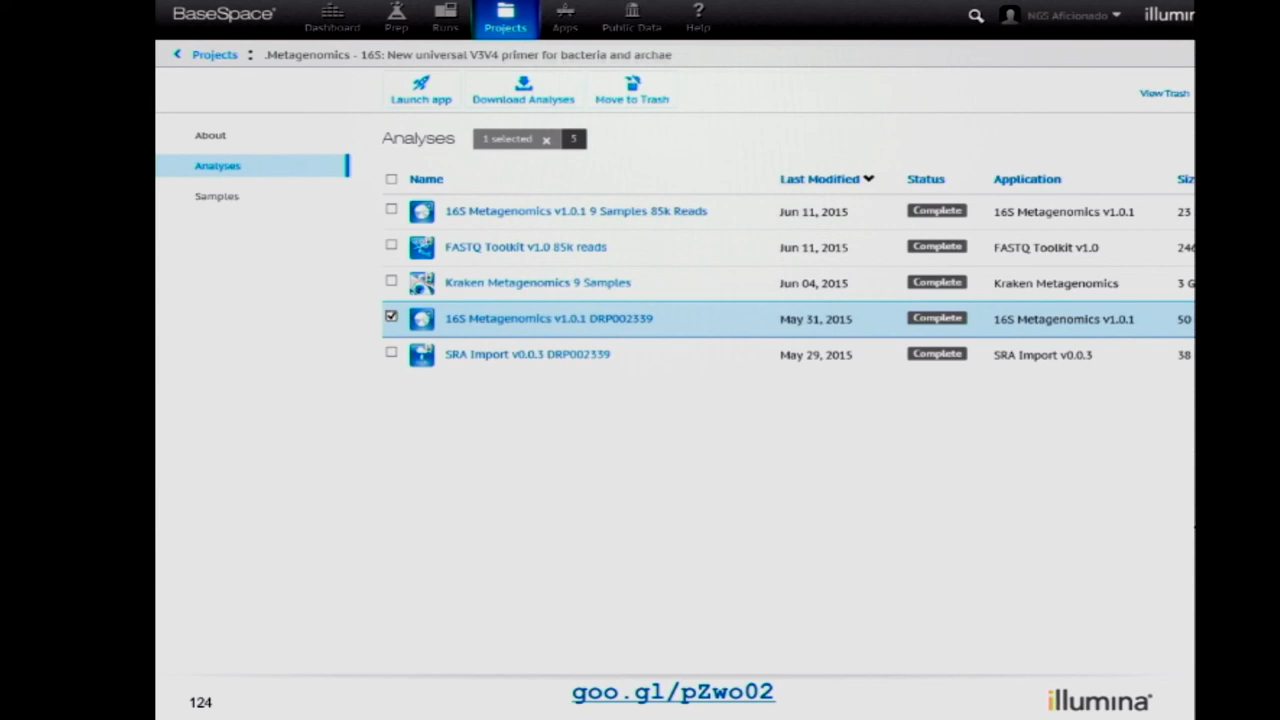 BaseSpace
Dashboard Prep Runs Projects Apps Public Data Help NGS Aficionado
Projects : .Metagenomics - 16S: New universal V3V4 primer for bacteria and archae
Launch app Download Analyses Move to Trash View Trash
About
Analyses
Samples
Analyses 1 selected x 5
Name Last Modified Status Application
16S Metagenomics v1.0.1 9 Samples 85k Reads Jun 11, 2015 Complete 16S Metagenomics v1.0.1 23
FASTQ Toolkit v1.0 85k reads Jun 11, 2015 Complete FASTQ Toolkit v1.0 246
Kraken Metagenomics 9 Samples Jun 04, 2015 Complete Kraken Metagenomics 3 G
16S Metagenomics v1.0.1 DRP002339 May 31, 2015 Complete 16S Metagenomics v1.0.1 50
SRA Import v0.0.3 DRP002339 May 29, 2015 Complete SRA Import v0.0.3 38
124 goo.gl/pZwo02 illumina